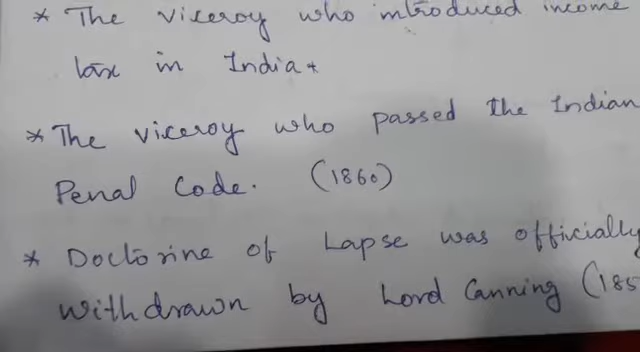 * The viceroy who introduced income
tax in India *
* The viceroy who passed the Indian
Penal Code. (1860)
* Doctorine of Lapse was officially
withdrawn by Lord Canning (185